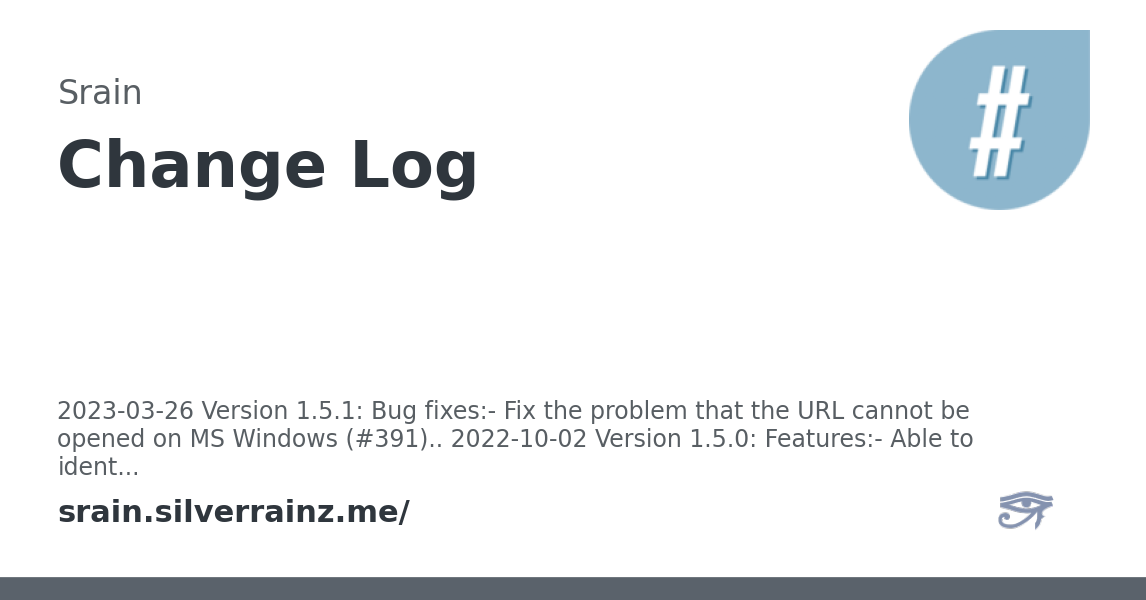 Srain
#
Change Log
2023-03-26 Version 1.5.1: Bug fixes:- Fix the problem that the URL cannot be
opened on MS Windows (#391).. 2022-10-02 Version 1.5.0: Features:- Able to
ident...
srain.silverrainz.me/